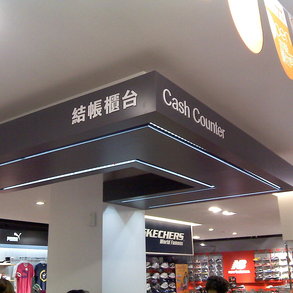 結帳櫃台
Cash Counter
SKECHERS
World Famous
PUMA